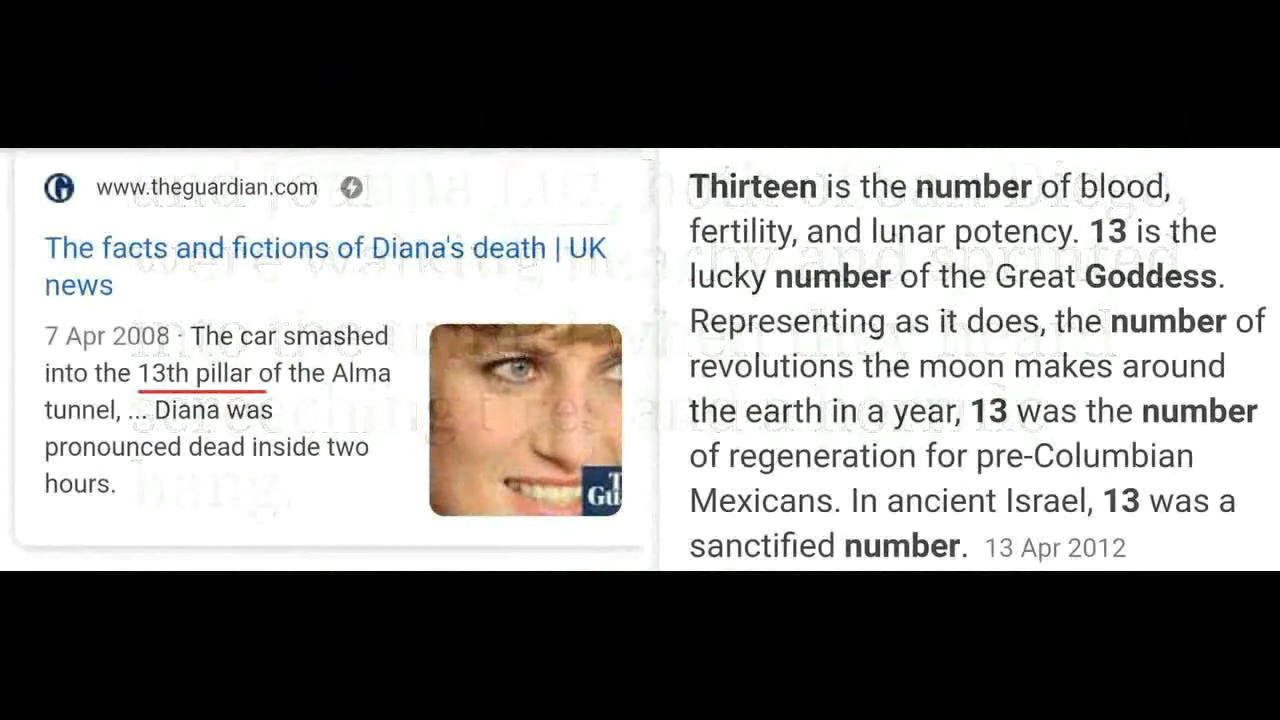 www.theguardian.com
The facts and fictions of Diana's death | UK
news
7 Apr 2008 · The car smashed
into the 13th pillar of the Alma
tunnel, ... Diana was
pronounced dead inside two
hours.
Gu
Thirteen is the number of blood,
fertility, and lunar potency. 13 is the
lucky number of the Great Goddess.
Representing as it does, the number of
revolutions the moon makes around
the earth in a year, 13 was the number
of regeneration for pre-Columbian
Mexicans. In ancient Israel, 13 was a
sanctified number. 13 Apr 2012